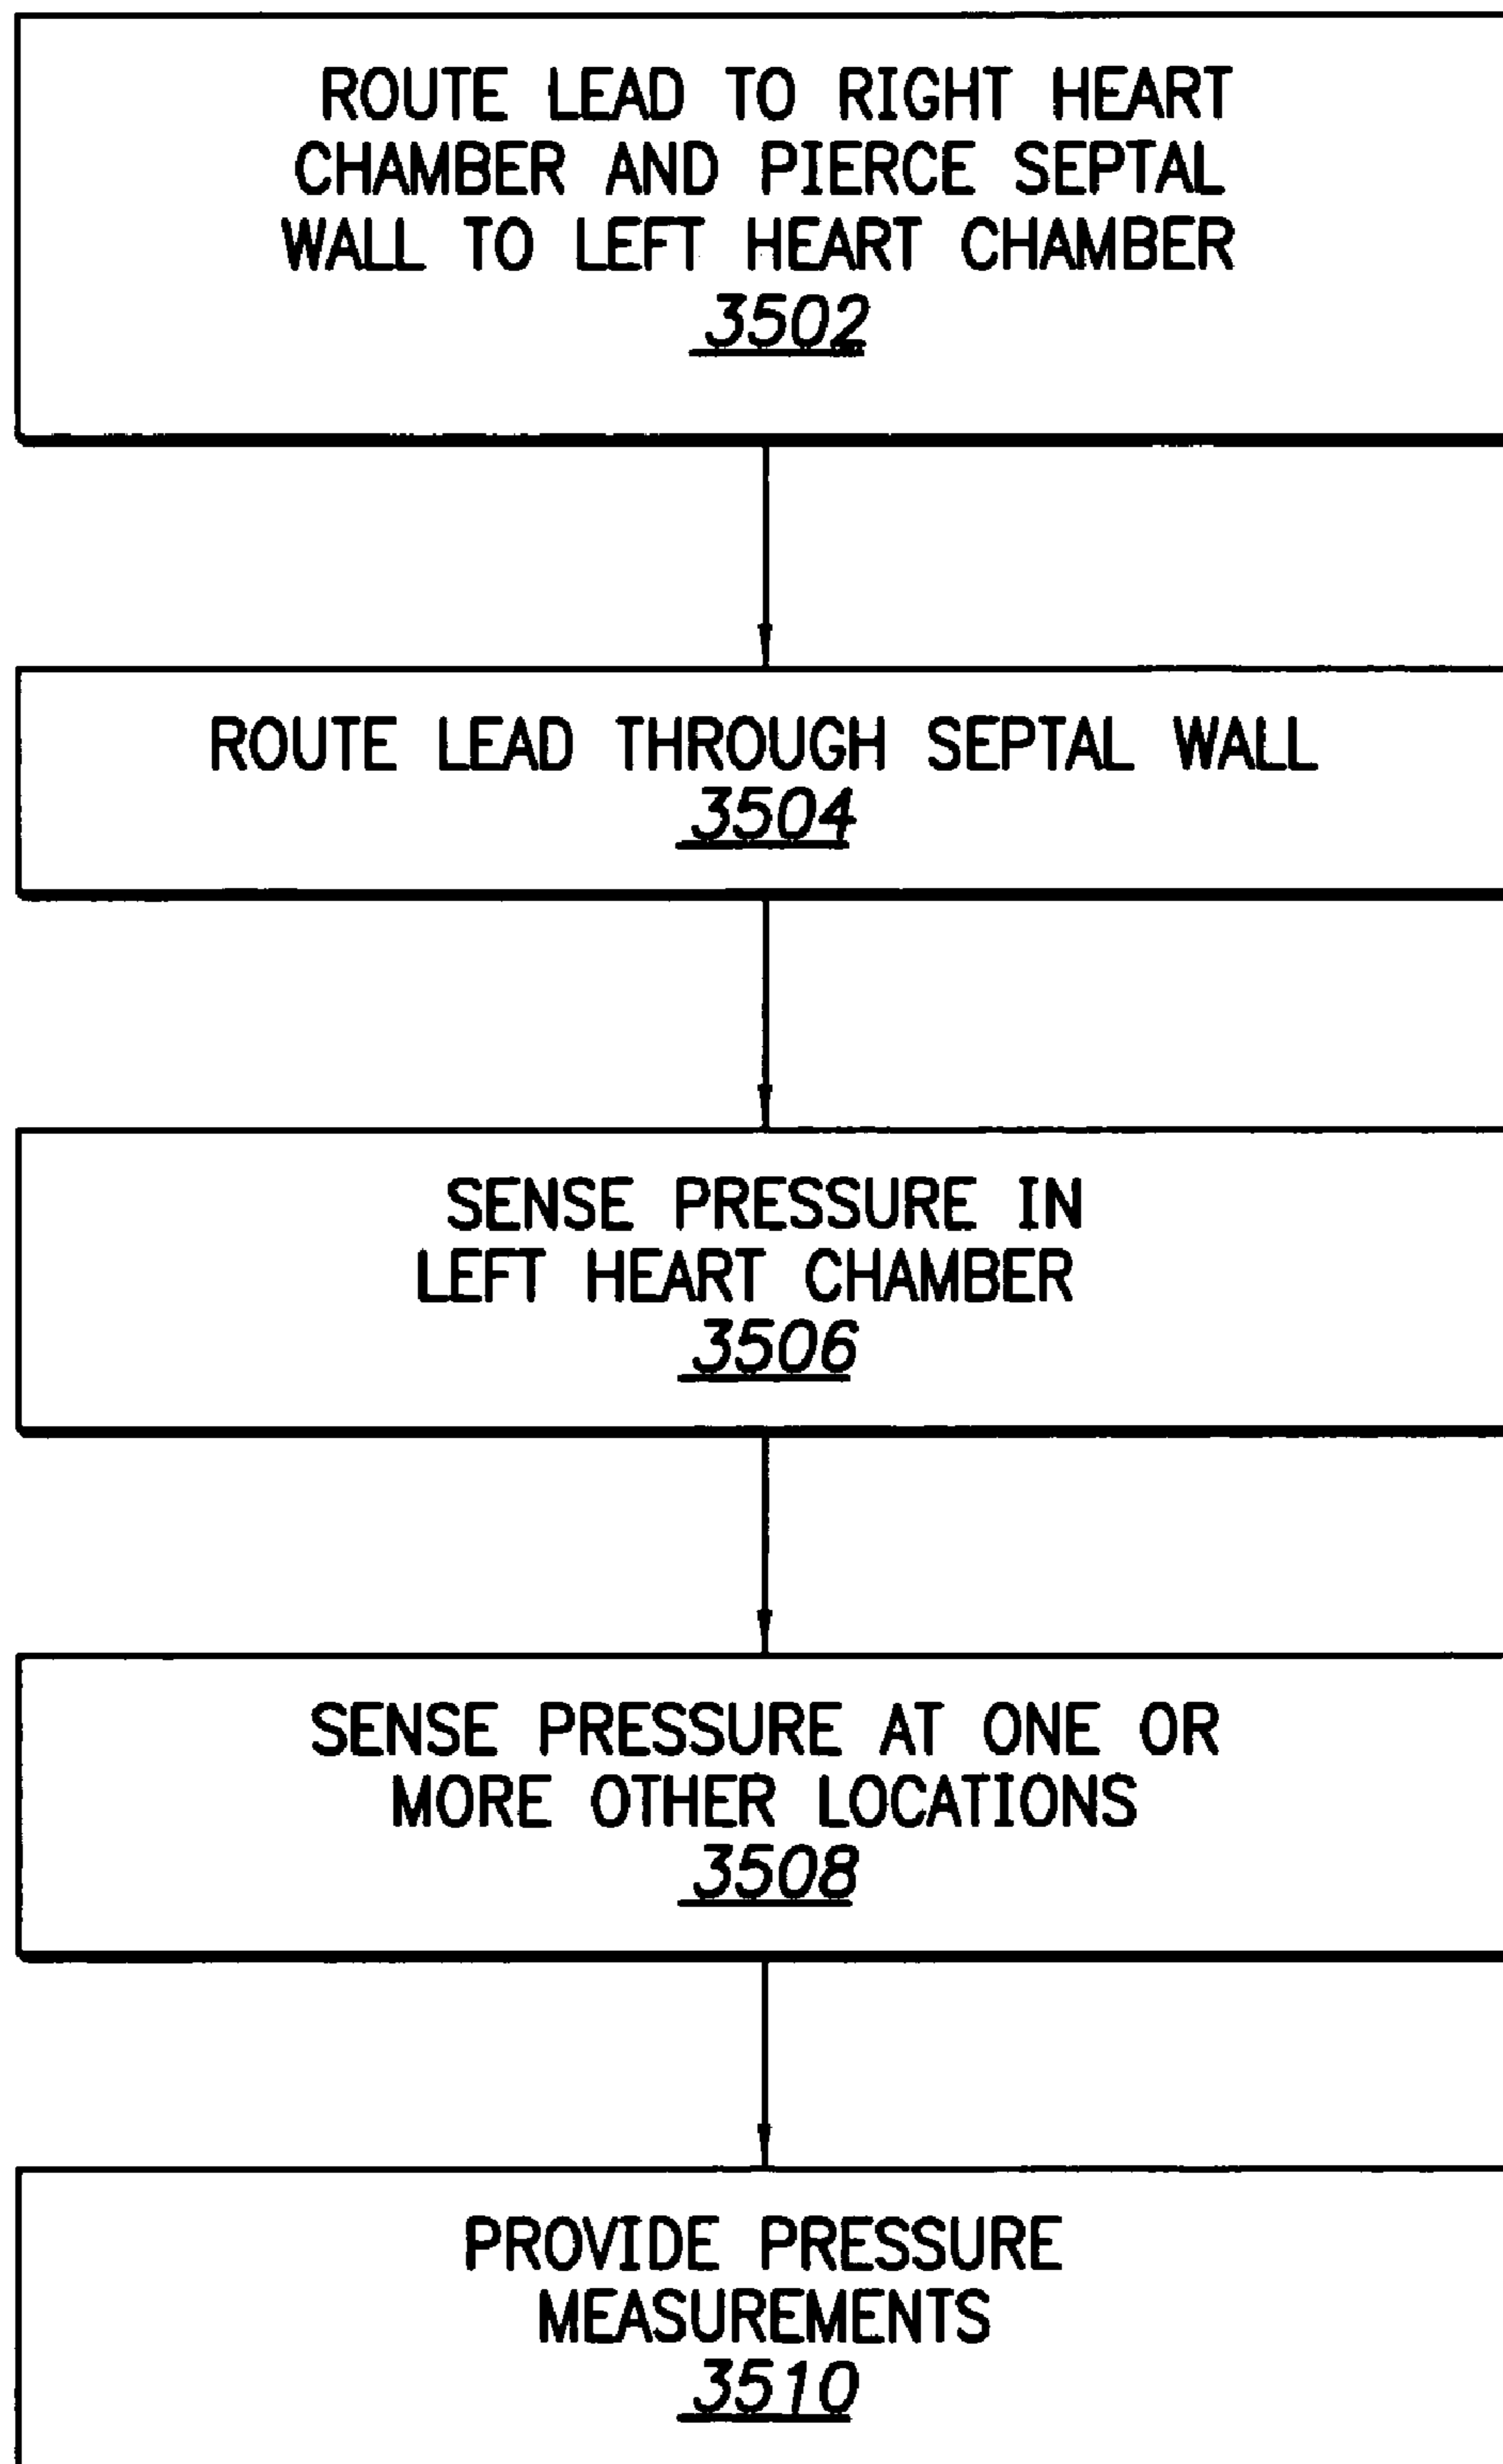 ROUTE LEAD TO RIGHT HEART
CHAMBER AND PIERCE SEPTAL
WALL TO LEFT HEART CHAMBER
3502
ROUTE LEAD THROUGH SEPTAL WALL
3504
SENSE PRESSURE IN
LEFT HEART CHAMBER
3506
SENSE PRESSURE AT ONE OR
MORE OTHER LOCATIONS
3508
PROVIDE PRESSURE
MEASUREMENTS
3510